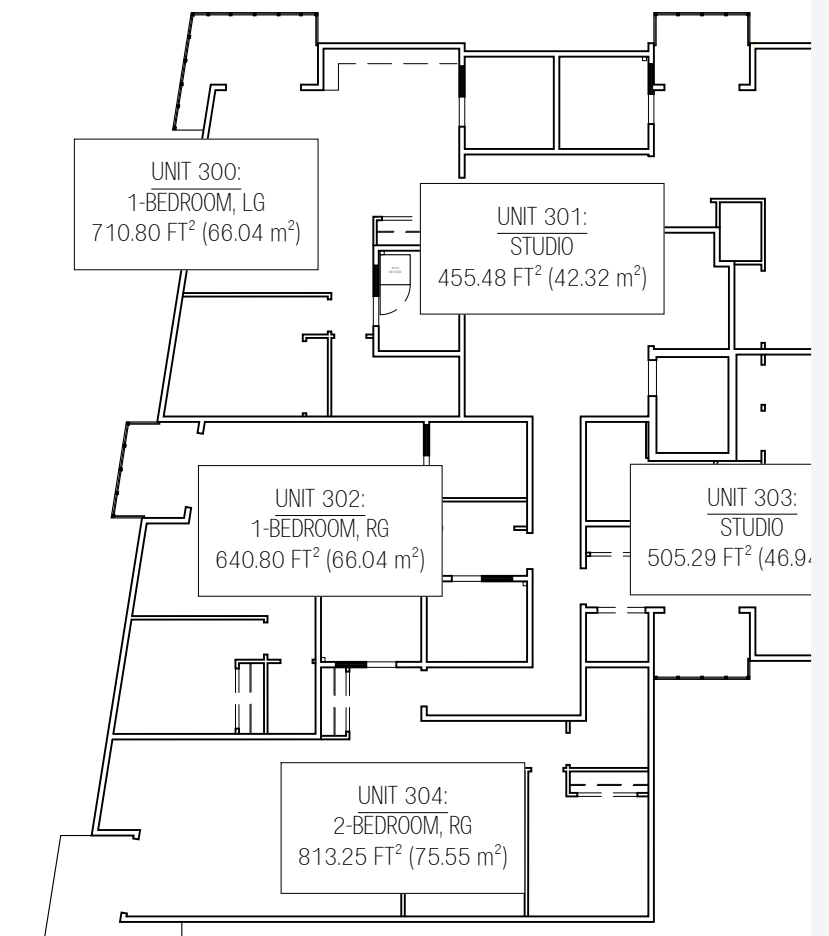 UNIT 300:
1-BEDROOM, LG
710.80 FT² (66.04 m²)
UNIT 301:
STUDIO
455.48 FT² (42.32 m²)
UNIT 302:
1-BEDROOM, RG
640.80 FT² (66.04 m²)
UNIT 303:
STUDIO
505.29 FT² (46.94
UNIT 304:
2-BEDROOM, RG
813.25 FT² (75.55 m²)